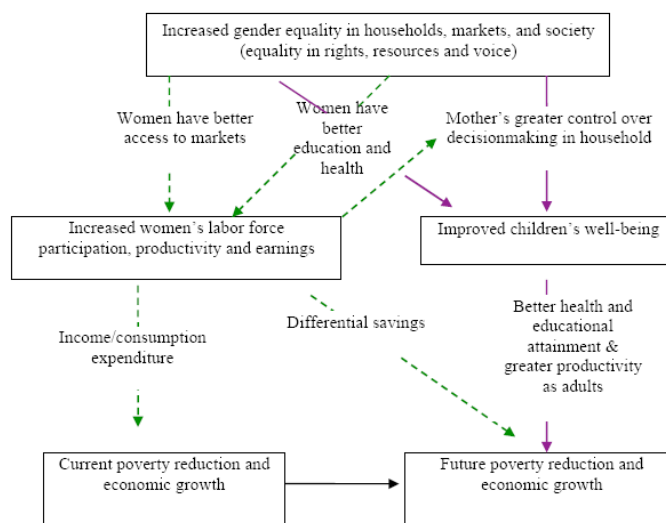 Increased gender equality in households, markets, and society
(equality in rights, resources and voice)
Women have better
access to markets
Women have
better
education and
health
Mother's greater control over
decisionmaking in household
Increased women's labor force
participation, productivity and earnings
Improved children's well-being
Income/consumption
expenditure
Differential savings
Better health and
educational
attainment &
greater productivity
as adults
Current poverty reduction and
economic growth
Future poverty reduction and
economic growth